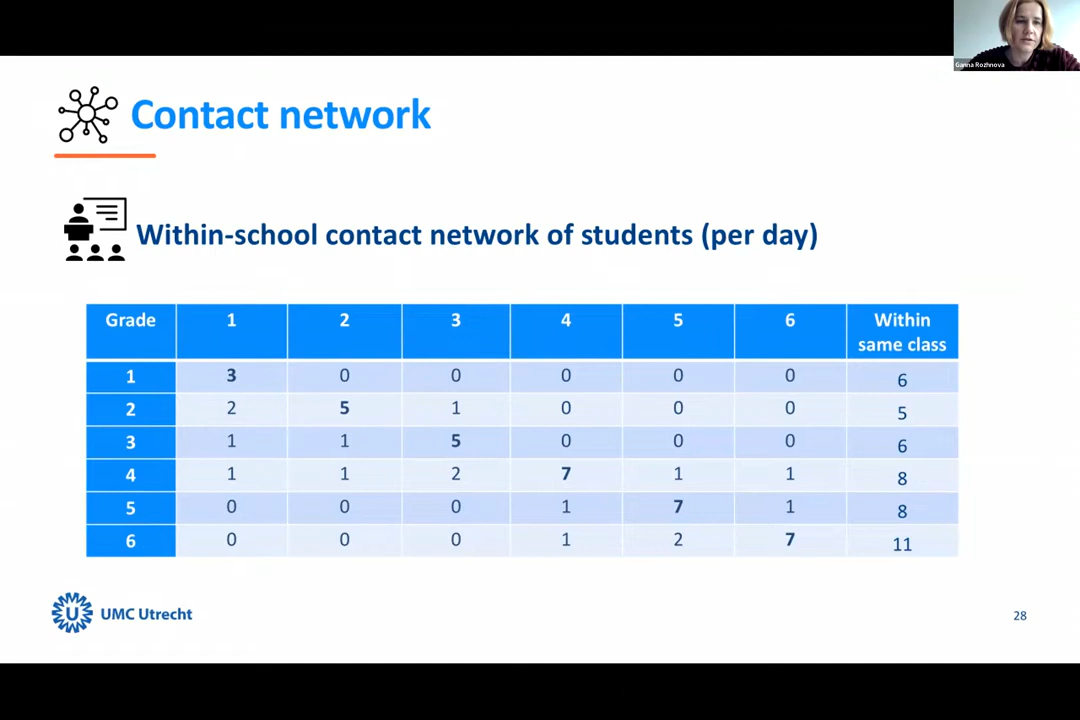 Ganna Rozhnova
Contact network
Within-school contact network of students (per day)
Grade 1 2 3 4 5 6 Within same class
1 3 0 0 0 0 0 6
2 2 5 1 0 0 0 5
3 1 1 5 0 0 0 6
4 1 1 2 7 1 1 8
5 0 0 0 1 7 1 8
6 0 0 0 1 2 7 11
U UMC Utrecht
28